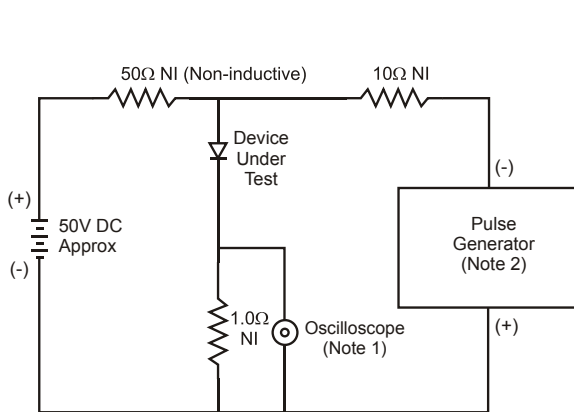 50Ω NI (Non-inductive)
10Ω NI
Device
Under
Test
(-)
(+)
50V DC
Approx
(-)
Pulse
Generator
(Note 2)
1.0Ω
NI
Oscilloscope
(Note 1)
(+)